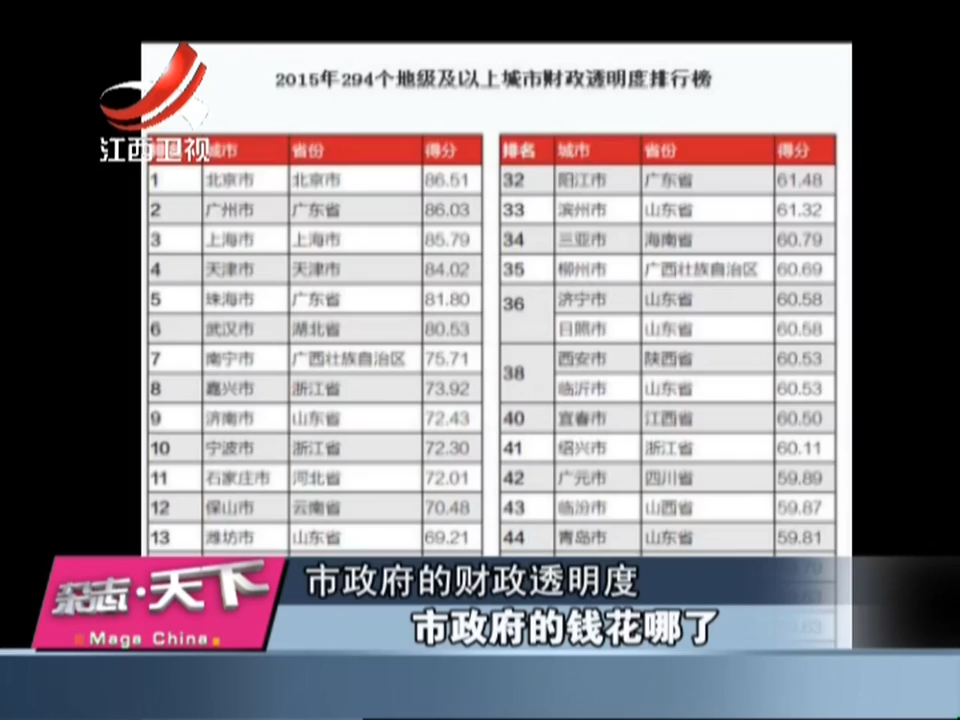 2015年294个地级及以上城市财政透明度排行榜
江西卫视
城市 省份 得分
1 北京市 北京市 86.51
2 广州市 广东省 86.03
3 上海市 上海市 85.79
4 天津市 天津市 84.02
5 珠海市 广东省 81.80
6 武汉市 湖北省 80.53
7 南宁市 广西壮族自治区 75.71
8 嘉兴市 浙江省 73.92
9 济南市 山东省 72.43
10 宁波市 浙江省 72.30
11 石家庄市 河北省 72.01
12 保山市 云南省 70.48
13 潍坊市 山东省 69.21
排名 城市 省份 得分
32 阳江市 广东省 61.48
33 滨州市 山东省 61.32
34 三亚市 海南省 60.79
35 柳州市 广西壮族自治区 60.69
36 济宁市 山东省 60.58
日照市 山东省 60.58
38 西安市 陕西省 60.53
临沂市 山东省 60.53
40 宜春市 江西省 60.50
41 绍兴市 浙江省 60.11
42 广元市 四川省 59.89
43 临汾市 山西省 59.87
44 青岛市 山东省 59.81
杂志·天下
Maga China
市政府的财政透明度
市政府的钱花哪了